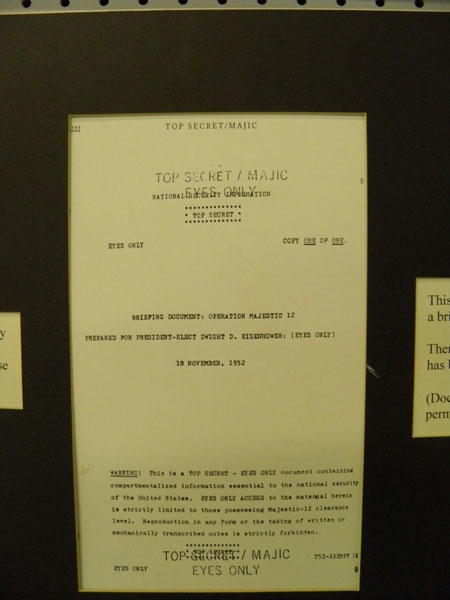 222
TOP SECRET/MAJIC
TOP SECRET / MAJIC
EYES ONLY
NATIONAL SECURITY INFORMATION
* TOP SECRET *
EYES ONLY
COPY ONE OF ONE.
BRIEFING DOCUMENT: OPERATION MAJESTIC 12
PREPARED FOR PRESIDENT-ELECT DWIGHT D. EISENHOWER: (EYES ONLY)
18 NOVEMBER, 1952
WARNING: This is a TOP SECRET - EYES ONLY document containing
compartmentalized information essential to the national security
of the United States. EYES ONLY ACCESS to the material herein
is strictly limited to those possessing Majestic-12 clearance
level. Reproduction in any form or the taking of written or
mechanically transcribed notes is strictly forbidden.
TOP SECRET
TOP SECRET / MAJIC
EYES ONLY
EYES ONLY
T52-EXEMPT (E
This
a bri
Ther
has b
(Doc
perm
y
se